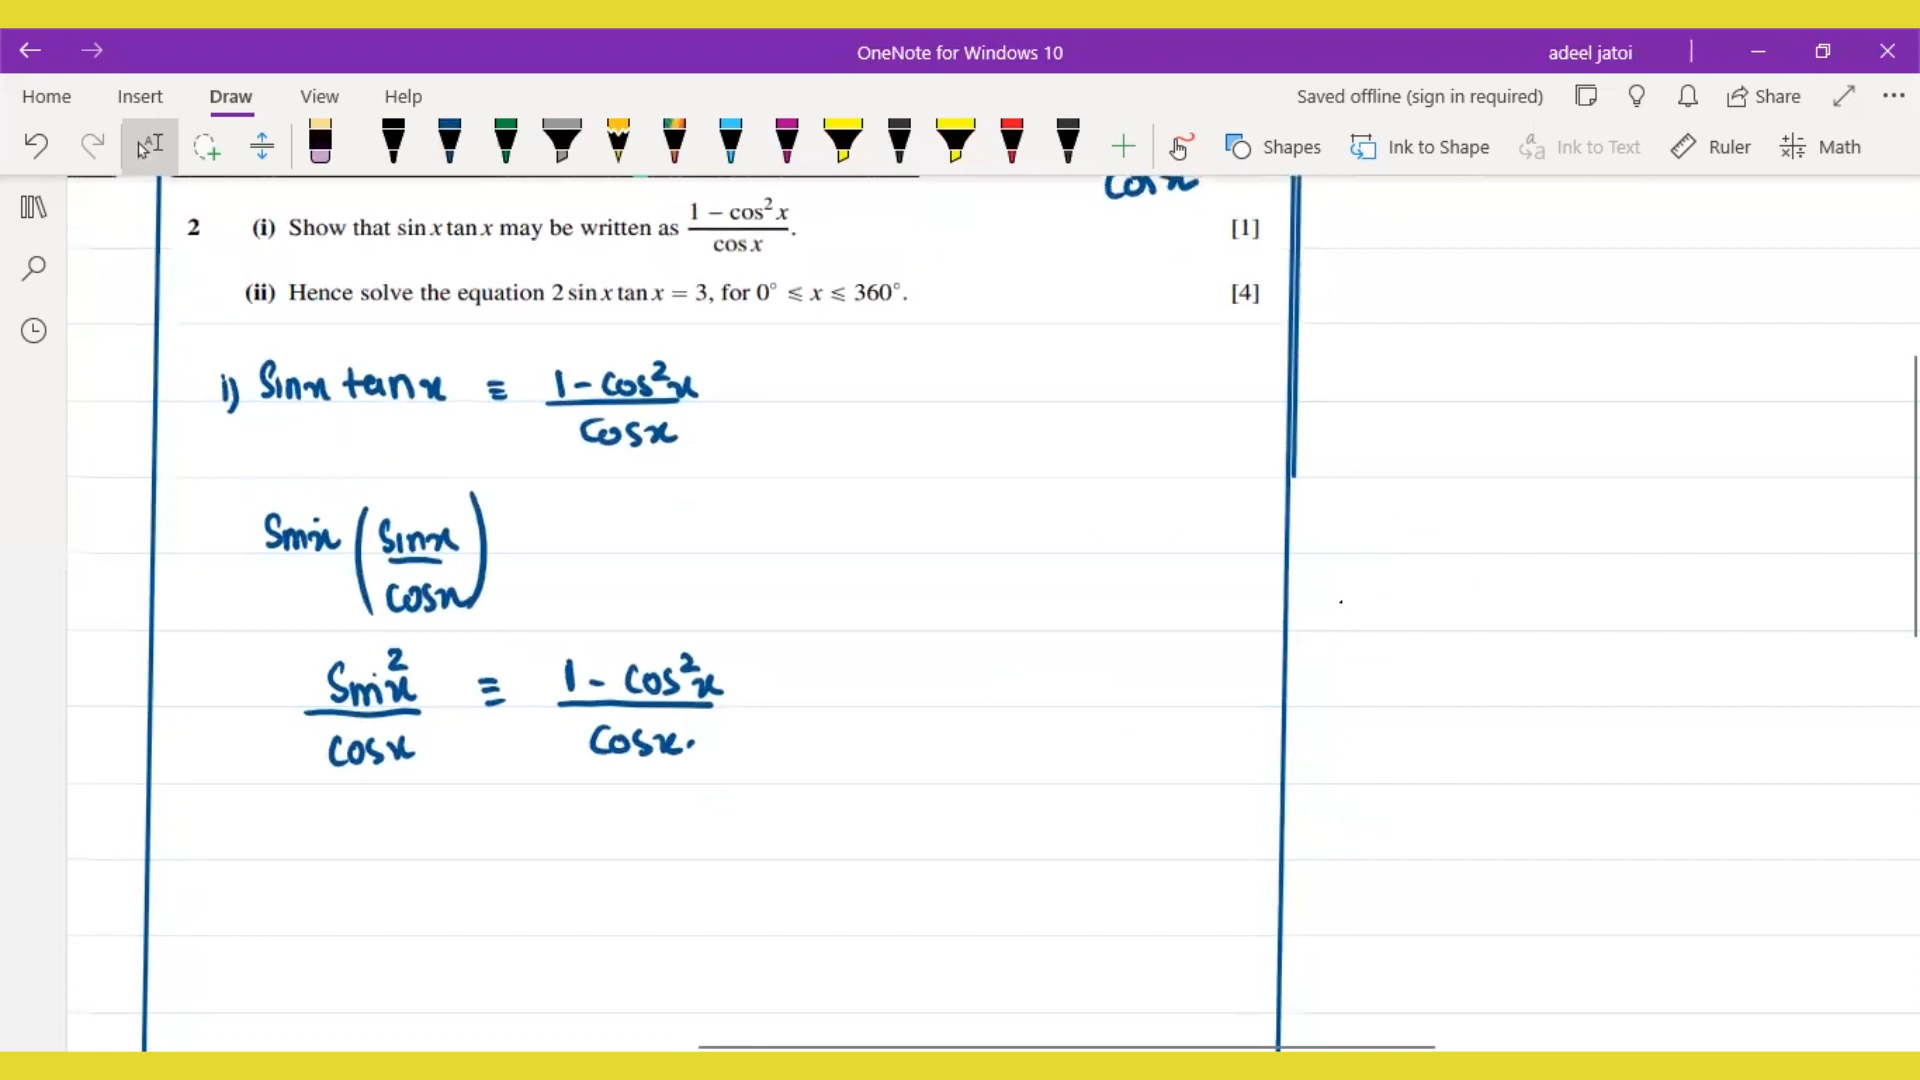 OneNote for Windows 10
adeel jatoi
Home Insert Draw View Help
Saved offline (sign in required) Share
Shapes Ink to Shape Ink to Text Ruler Math
cos x
2 (i) Show that sin x tan x may be written as (1 − cos² x)/(cos x). [1]
(ii) Hence solve the equation 2 sin x tan x = 3, for 0° ⩽ x ⩽ 360°. [4]
i) Sinx tanx ≡ (1 - cos²x)/(cosx)
Sinx (sinx/cosx)
Sin²x/cosx ≡ (1 - cos²x)/(cosx.)